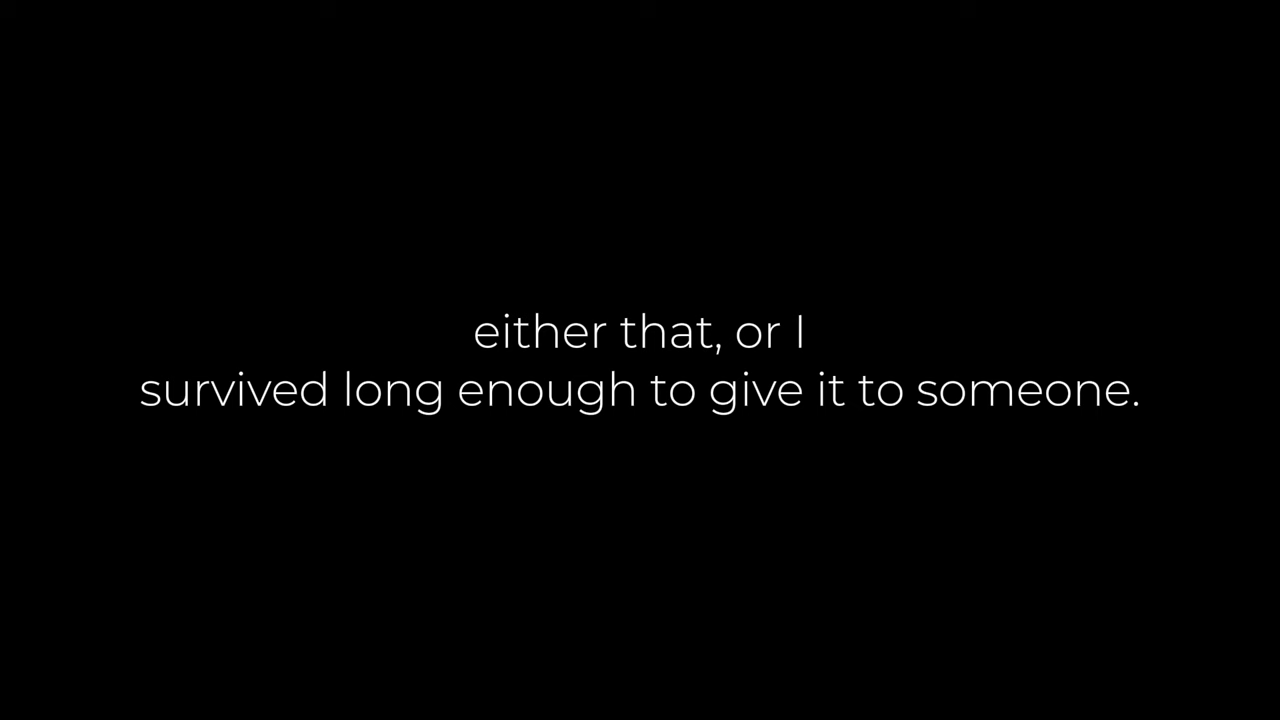 either that, or I
survived long enough to give it to someone.